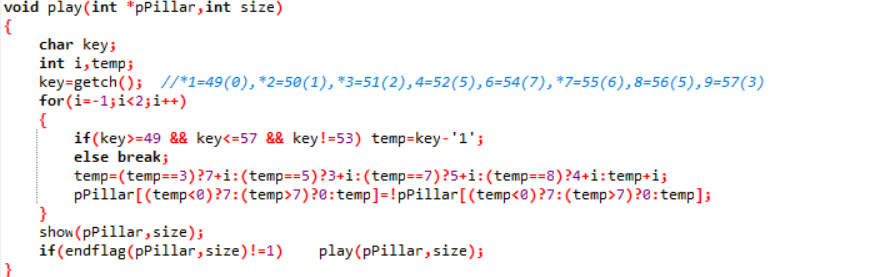 void play(int *pPillar,int size)
{
char key;
int i,temp;
key=getch(); //*1=49(0),*2=50(1),*3=51(2),4=52(5),6=54(7),*7=55(6),8=56(5),9=57(3)
for(i=-1;i<2;i++)
{
if(key>=49 && key<=57 && key!=53) temp=key-'1';
else break;
temp=(temp==3)?7+i:(temp==5)?3+i:(temp==7)?5+i:(temp==8)?4+i:temp+i;
pPillar[(temp<0)?7:(temp>7)?0:temp]=!pPillar[(temp<0)?7:(temp>7)?0:temp];
}
show(pPillar,size);
if(endflag(pPillar,size)!=1) play(pPillar,size);
}